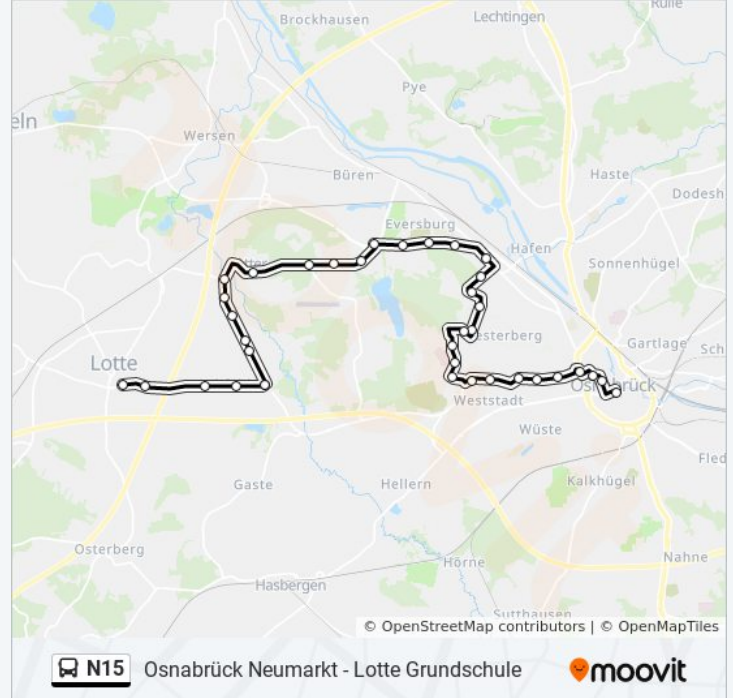 Brockhausen
Lechtingen
Rulle
Pye
eln
Wersen
Büren
Haste
Dodesh
Eversburg
Hafen
Sonnenhügel
tter
esterberg
Gartlage
Sch
Lotte
Osnabrück
Weststadt
Wüste
Fled
Gaste
Hellern
Kalkhügel
Osterberg
Hörne
Nahne
Hasbergen
Sutthausen
© OpenStreetMap contributors | © OpenMapTiles
N15 Osnabrück Neumarkt - Lotte Grundschule moovit